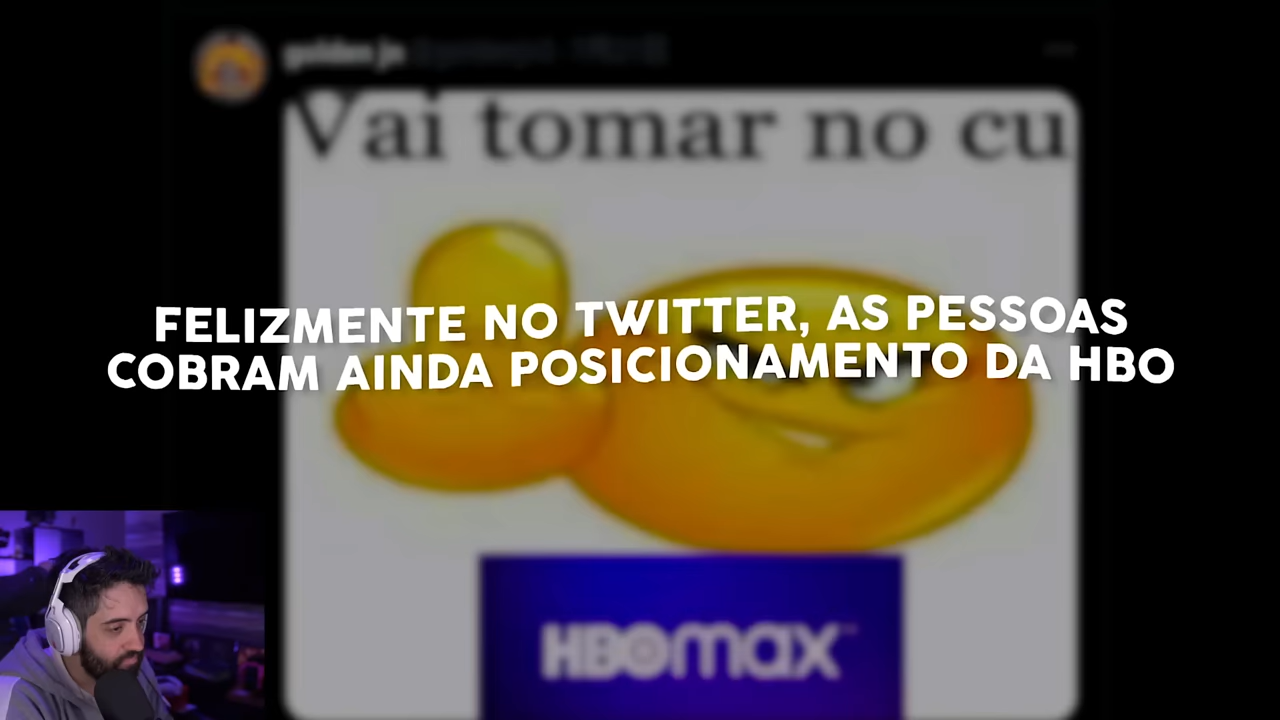 Vai tomar no cu
FELIZMENTE NO TWITTER, AS PESSOAS
COBRAM AINDA POSICIONAMENTO DA HBO
HBOmax